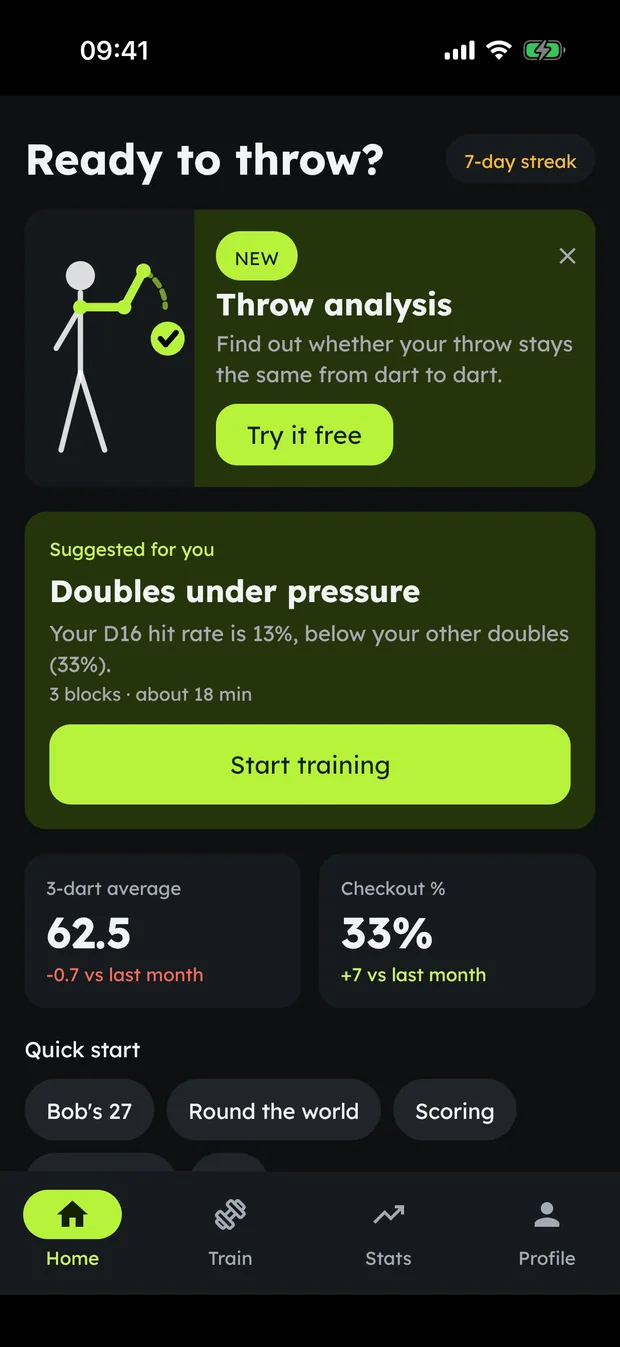 09:41
Ready to throw?
7-day streak
NEW
Throw analysis
Find out whether your throw stays
the same from dart to dart.
Try it free
Suggested for you
Doubles under pressure
Your D16 hit rate is 13%, below your other doubles
(33%).
3 blocks · about 18 min
Start training
3-dart average
62.5
-0.7 vs last month
Checkout %
33%
+7 vs last month
Quick start
Bob's 27
Round the world
Scoring
Home
Train
Stats
Profile